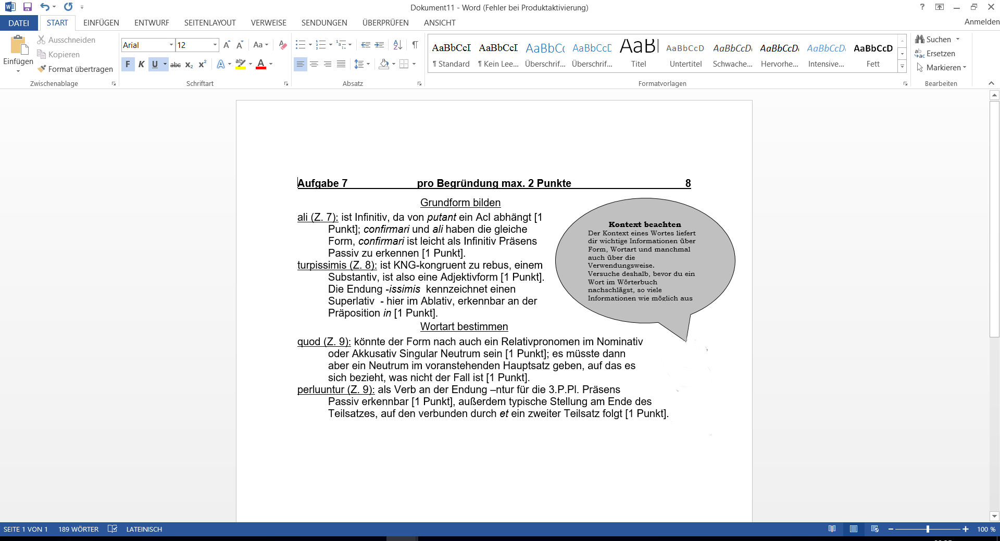 Dokument11 - Word (Fehler bei Produktaktivierung)
DATEI START EINFÜGEN ENTWURF SEITENLAYOUT VERWEISE SENDUNGEN ÜBERPRÜFEN ANSICHT Anmelden
Einfügen
Ausschneiden
Kopieren
Format übertragen
Zwischenablage
Arial 12
F K U abc x₂ x² A ab A
Schriftart
Absatz
AaBbCcI AaBbCcI AaBbCc AaBbCcD AaB AaBbCcD AaBbCcD AaBbCcD AaBbCcD AaBbCcD
¶ Standard ¶ Kein Lee... Überschrif... Überschrif... Titel Untertitel Schwache... Hervorhe... Intensive... Fett
Formatvorlagen
Suchen
Ersetzen
Markieren
Bearbeiten
Aufgabe 7 pro Begründung max. 2 Punkte 8
Grundform bilden
ali (Z. 7): ist Infinitiv, da von putant ein AcI abhängt [1
Punkt]; confirmari und ali haben die gleiche
Form, confirmari ist leicht als Infinitiv Präsens
Passiv zu erkennen [1 Punkt].
turpissimis (Z. 8): ist KNG-kongruent zu rebus, einem
Substantiv, ist also eine Adjektivform [1 Punkt].
Die Endung -issimis kennzeichnet einen
Superlativ - hier im Ablativ, erkennbar an der
Präposition in [1 Punkt].
Kontext beachten
Der Kontext eines Wortes liefert
dir wichtige Informationen über
Form, Wortart und manchmal
auch über die
Verwendungsweise.
Versuche deshalb, bevor du ein
Wort im Wörterbuch
nachschlägst, so viele
Informationen wie möglich aus
Wortart bestimmen
quod (Z. 9): könnte der Form nach auch ein Relativpronomen im Nominativ
oder Akkusativ Singular Neutrum sein [1 Punkt]; es müsste dann
aber ein Neutrum im voranstehenden Hauptsatz geben, auf das es
sich bezieht, was nicht der Fall ist [1 Punkt].
perluuntur (Z. 9): als Verb an der Endung –ntur für die 3.P.Pl. Präsens
Passiv erkennbar [1 Punkt], außerdem typische Stellung am Ende des
Teilsatzes, auf den verbunden durch et ein zweiter Teilsatz folgt [1 Punkt].
SEITE 1 VON 1 189 WÖRTER LATEINISCH 100 %